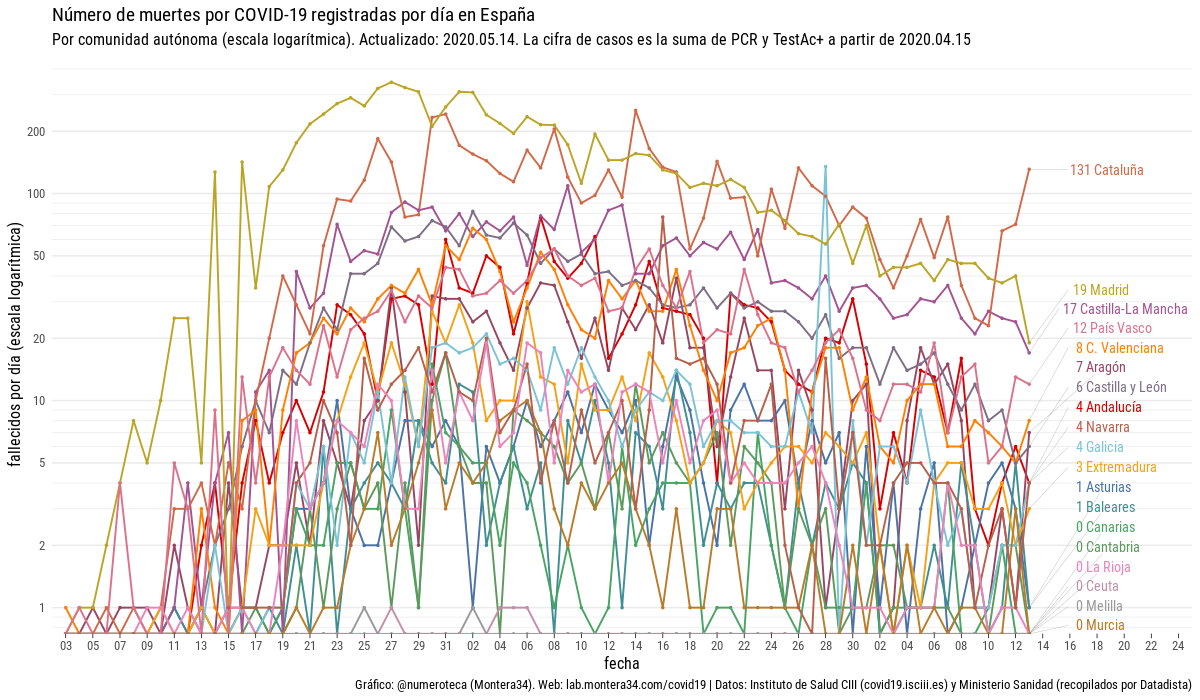 Número de muertes por COVID-19 registradas por día en España
Por comunidad autónoma (escala logarítmica). Actualizado: 2020.05.14. La cifra de casos es la suma de PCR y TestAc+ a partir de 2020.04.15
fallecidos por día (escala logarítmica)
200
100
50
20
10
5
2
1
131 Cataluña
19 Madrid
17 Castilla-La Mancha
12 País Vasco
8 C. Valenciana
7 Aragón
6 Castilla y León
4 Andalucía
4 Navarra
4 Galicia
3 Extremadura
1 Asturias
1 Baleares
0 Canarias
0 Cantabria
0 La Rioja
0 Ceuta
0 Melilla
0 Murcia
03 05 07 09 11 13 15 17 19 21 23 25 27 29 31 02 04 06 08 10 12 14 16 18 20 22 24 26 28 30 02 04 06 08 10 12 14 16 18 20 22 24
fecha
Gráfico: @numeroteca (Montera34). Web: lab.montera34.com/covid19 | Datos: Instituto de Salud CIII (covid19.isciii.es) y Ministerio Sanidad (recopilados por Datadista)